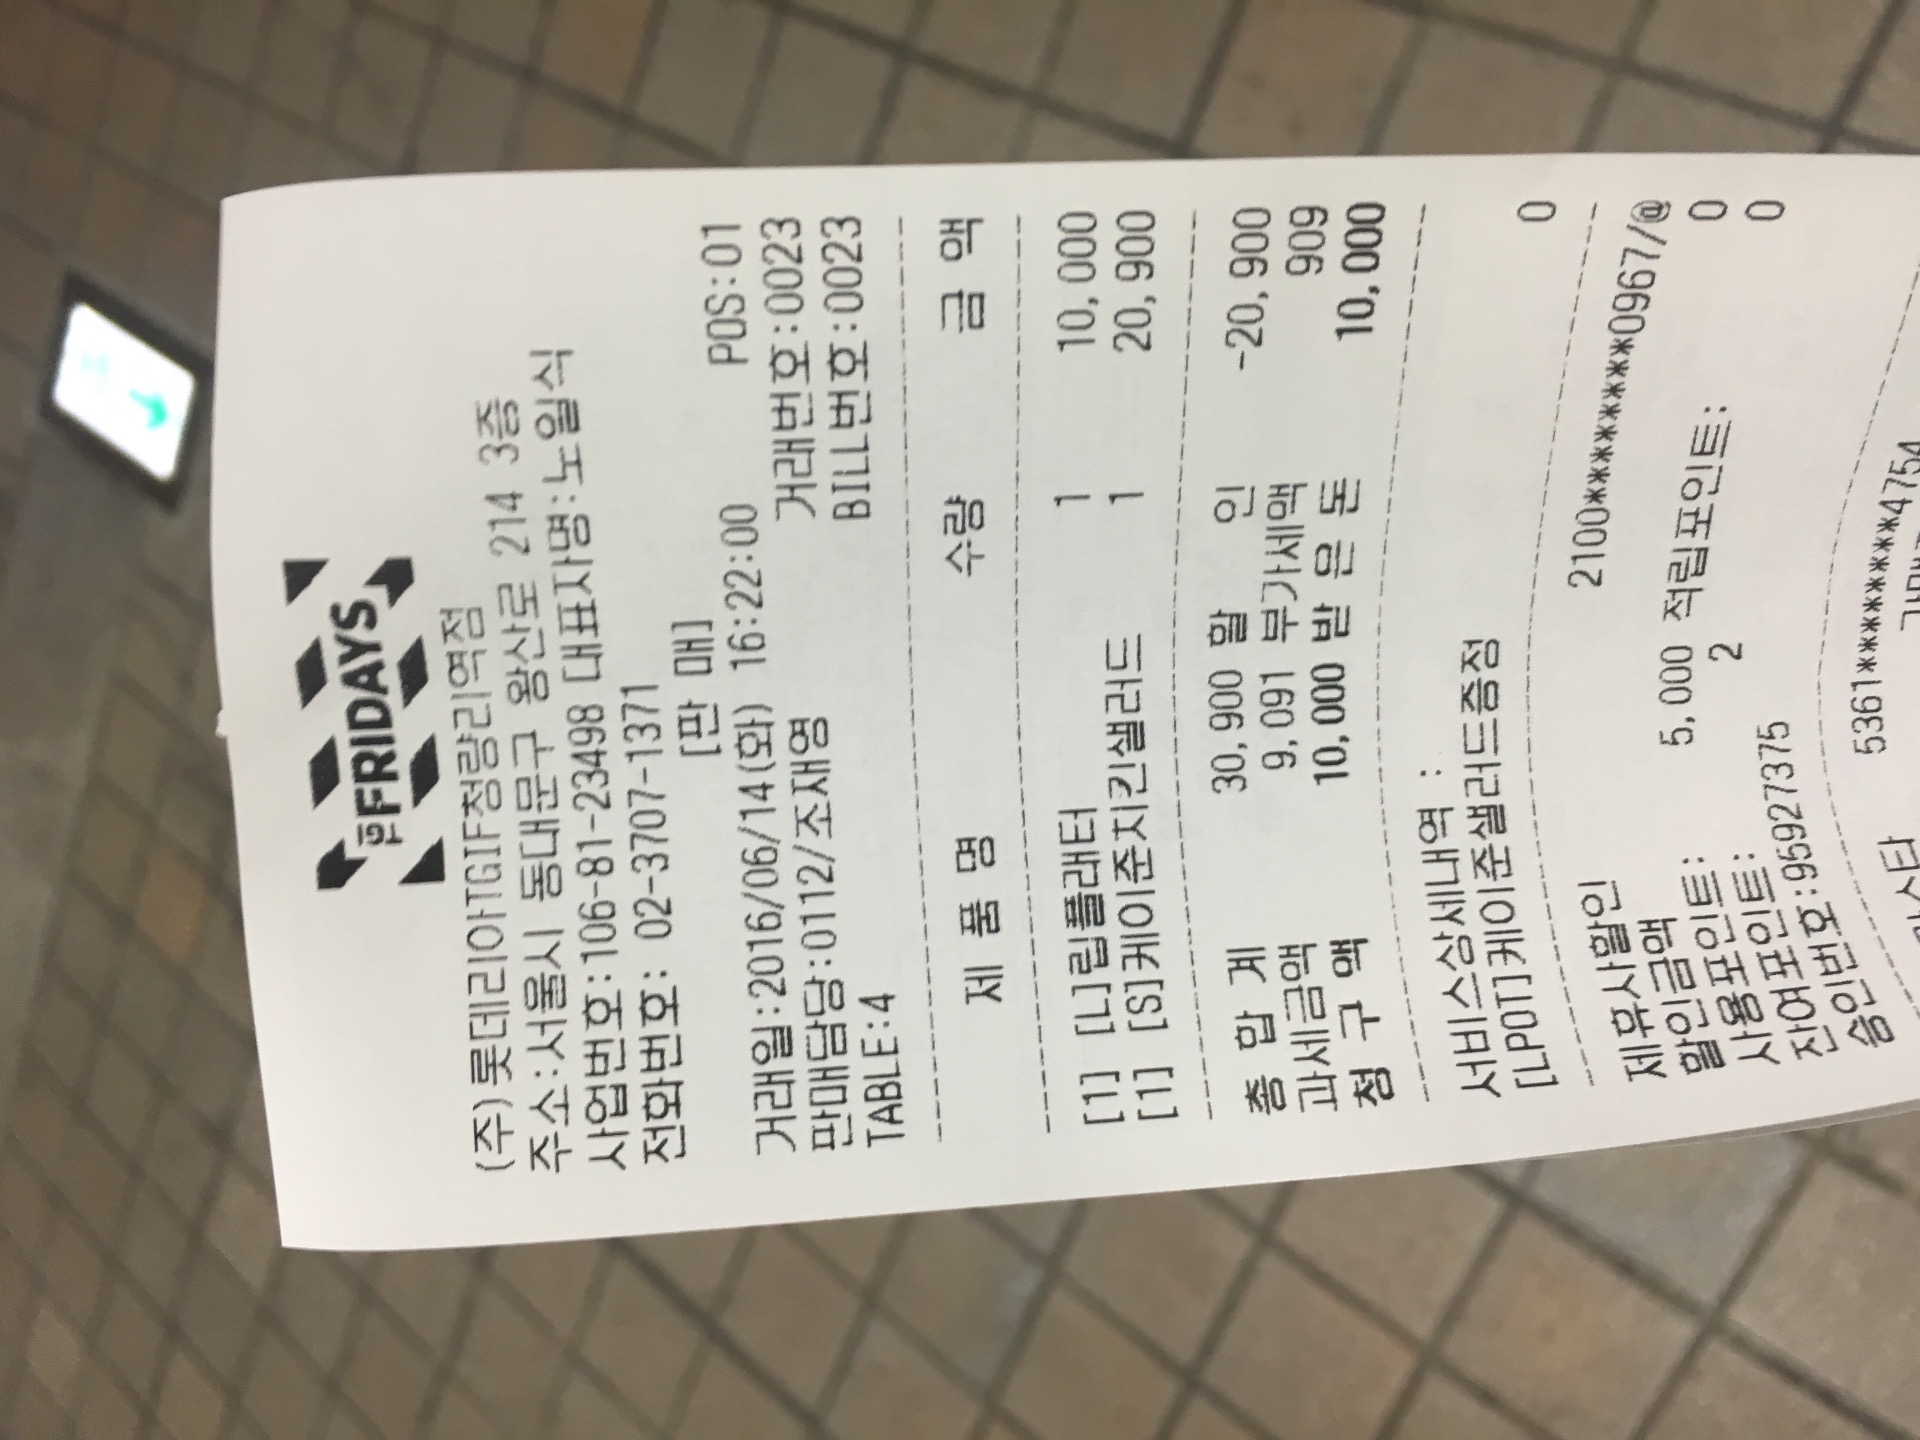 TGI FRIDAYS
(주)롯데리아TGIF청량리역점
주소:서울시 동대문구 왕산로 214 3층
사업번호:106-81-23498 대표자명:노일식
전화번호: 02-3707-1371
[판 매]
거래일:2016/06/14(화) 16:22:00 POS:01
판매담당:0112/조재영 거래번호:0023
TABLE:4 BILL번호:0023
제 품 명 수량 금 액
[1] [L]립플래터 1 10,000
[1] [S]케이준치킨샐러드 1 20,900
총 합 계 30,900 할 인 -20,900
과세금액 9,091 부가세액 909
청 구 액 10,000 받 은 돈 10,000
서비스상세내역 :
[LPOT]케이준샐러드증정 0
제휴사할인 2100**********0967/@
할인금액 5,000 적립포인트: 0
사용포인트: 2 0
잔여포인트:
승인번호:95927375
5361********4754